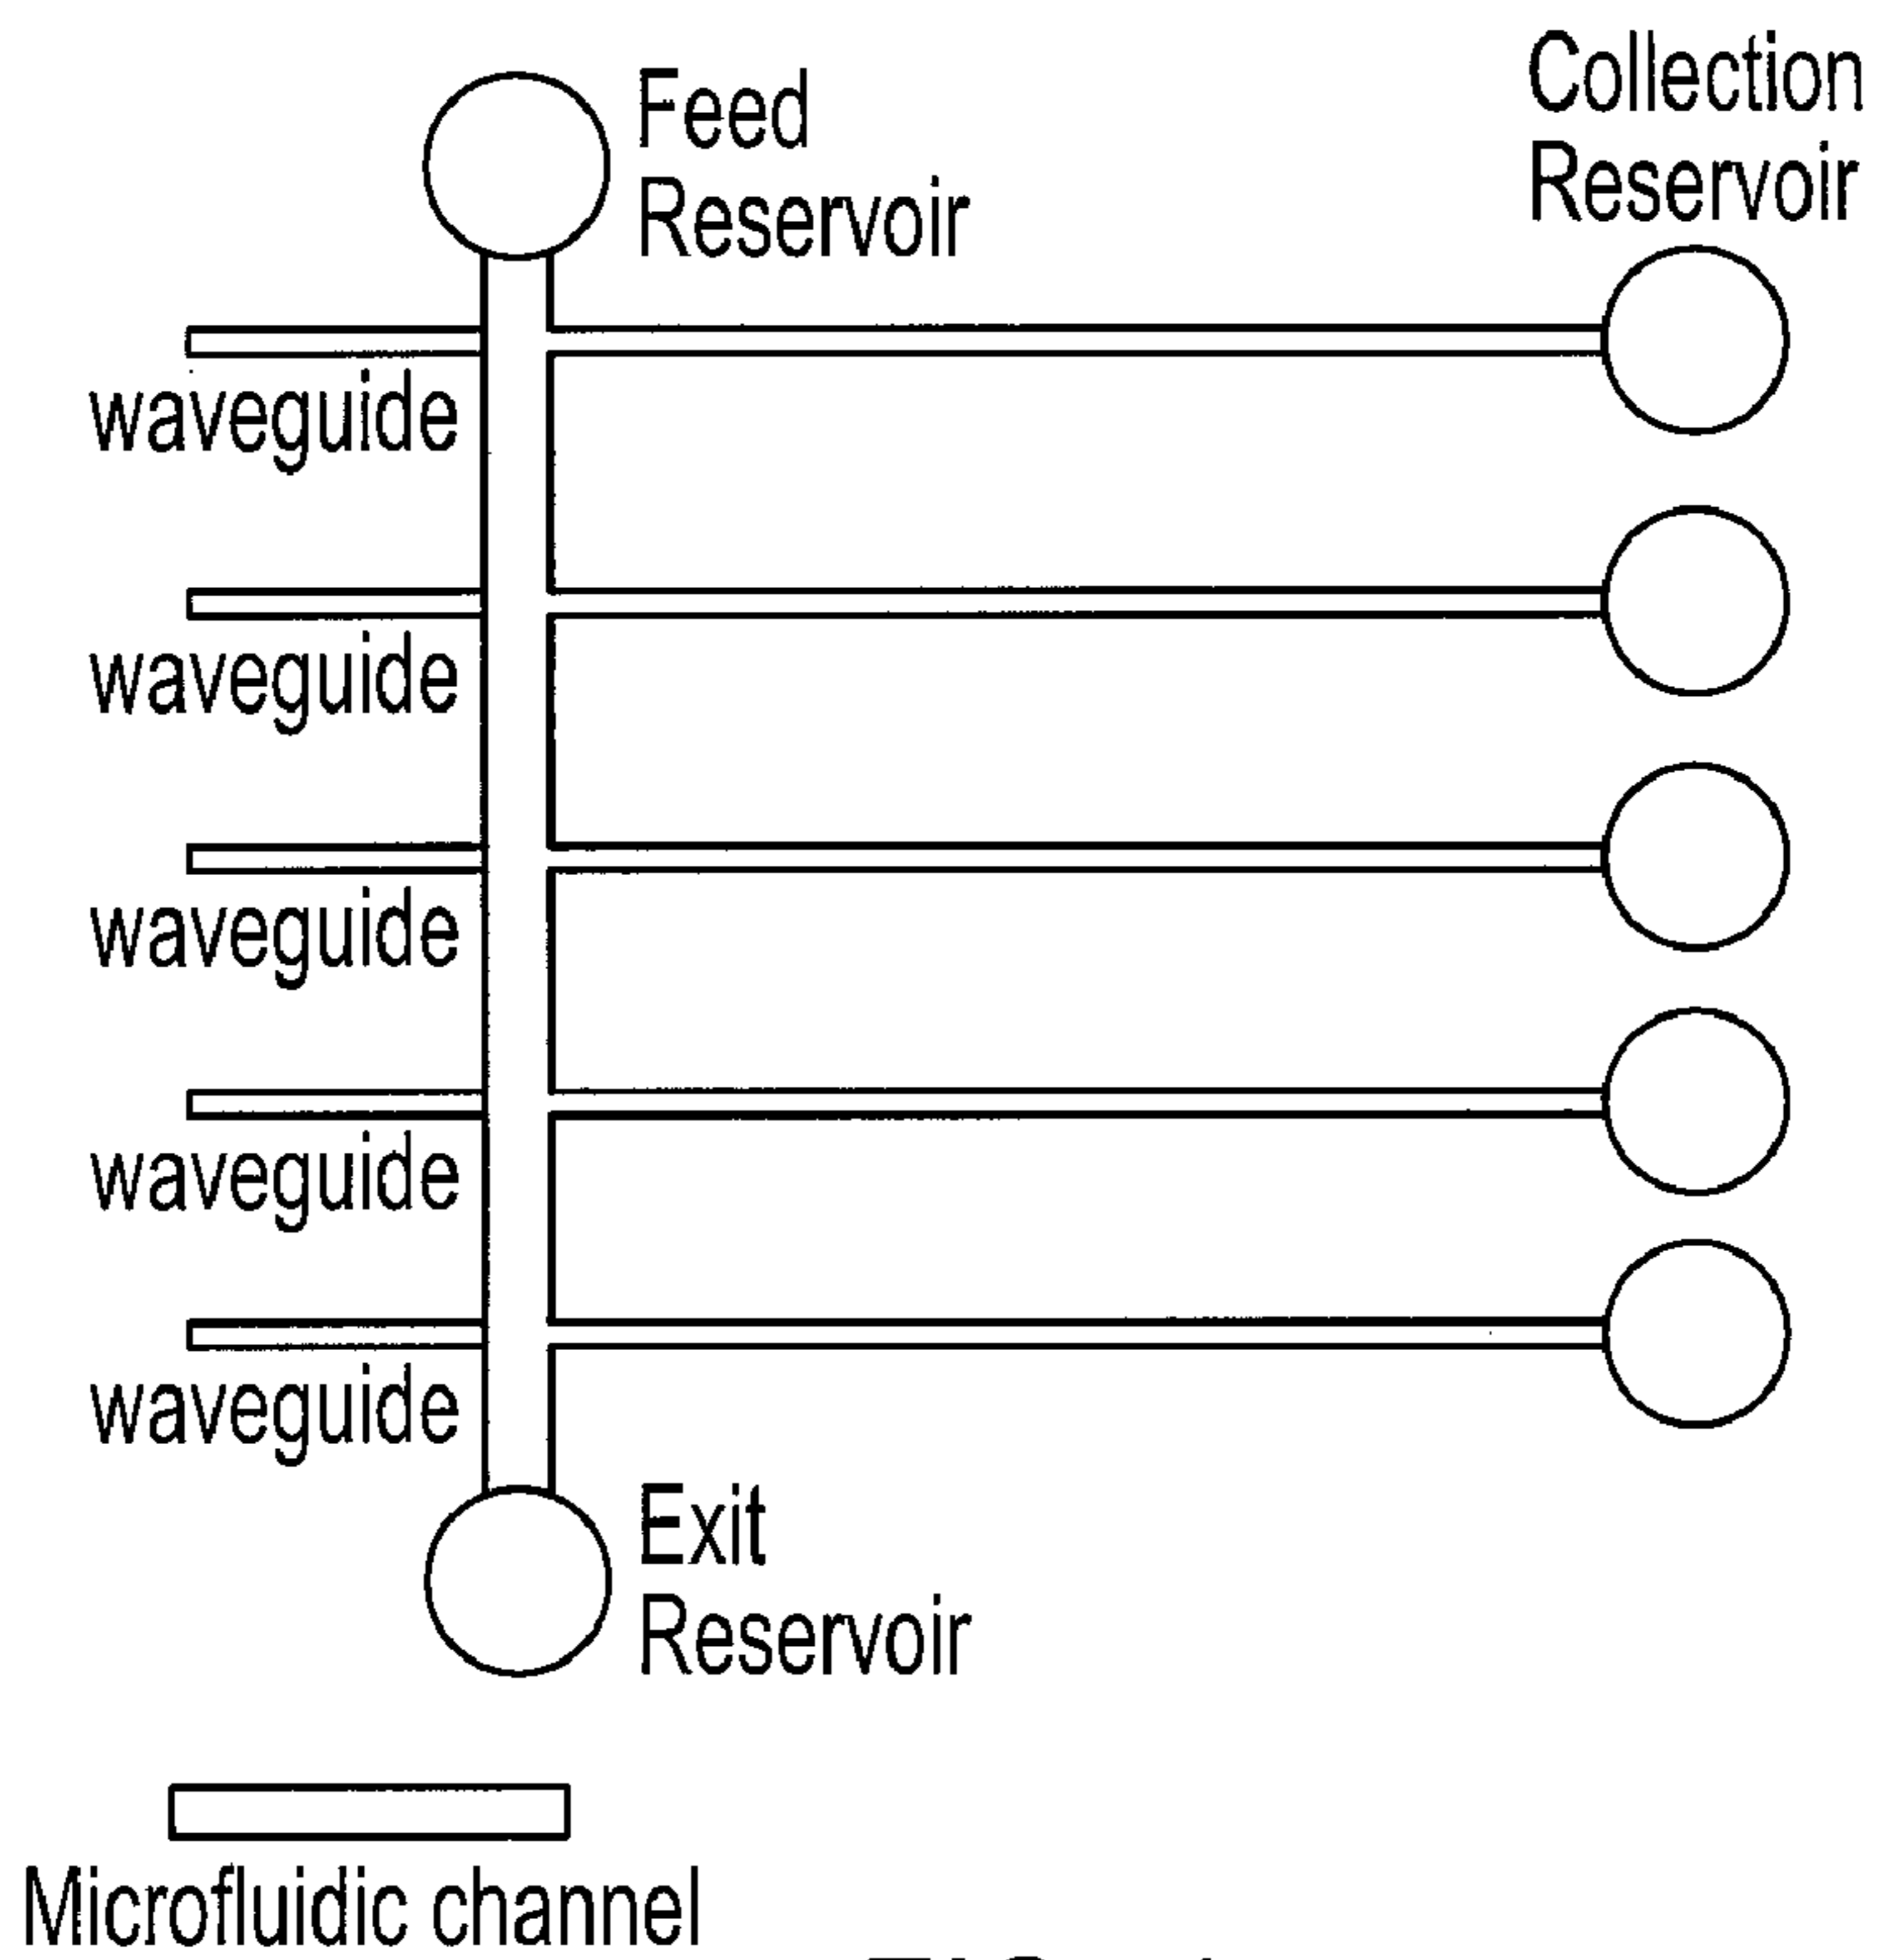 Feed
Reservoir
Collection
Reservoir
waveguide
waveguide
waveguide
waveguide
waveguide
Exit
Reservoir
Microfluidic channel